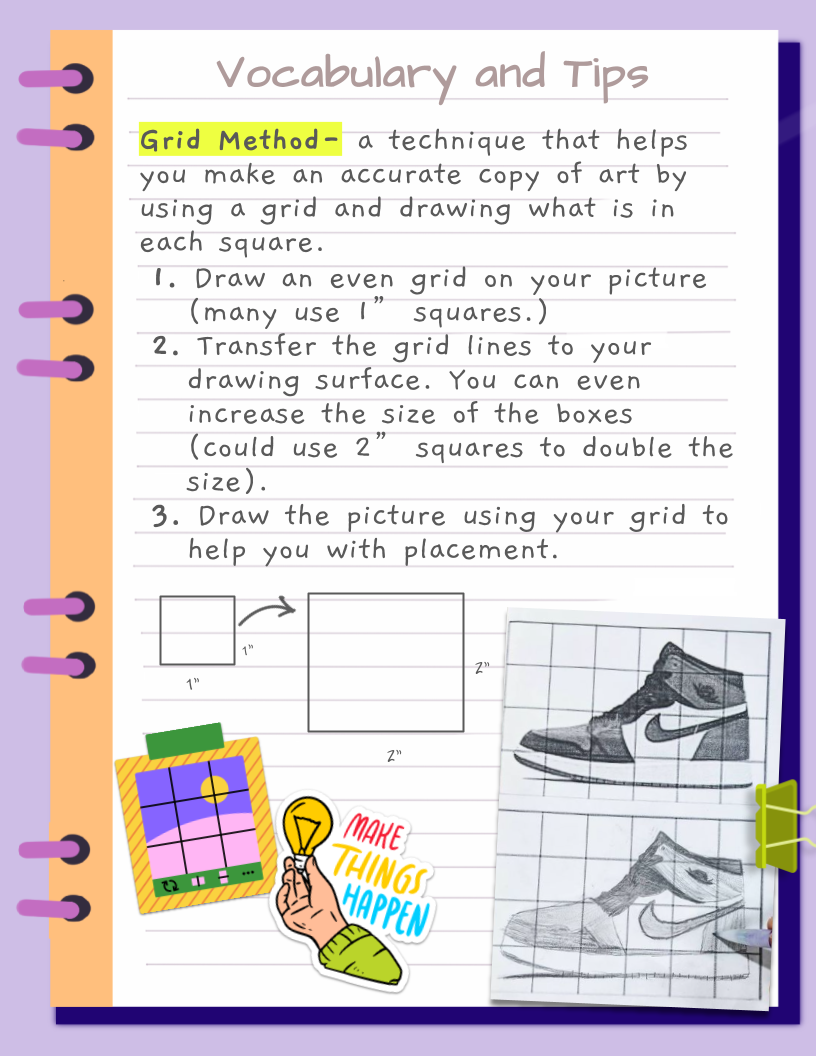 Vocabulary and Tips
Grid Method- a technique that helps
you make an accurate copy of art by
using a grid and drawing what is in
each square.
1. Draw an even grid on your picture
(many use 1” squares.)
2. Transfer the grid lines to your
drawing surface. You can even
increase the size of the boxes
(could use 2” squares to double the
size).
3. Draw the picture using your grid to
help you with placement.
1”
1”
2”
2”
MAKE
THINGS
HAPPEN